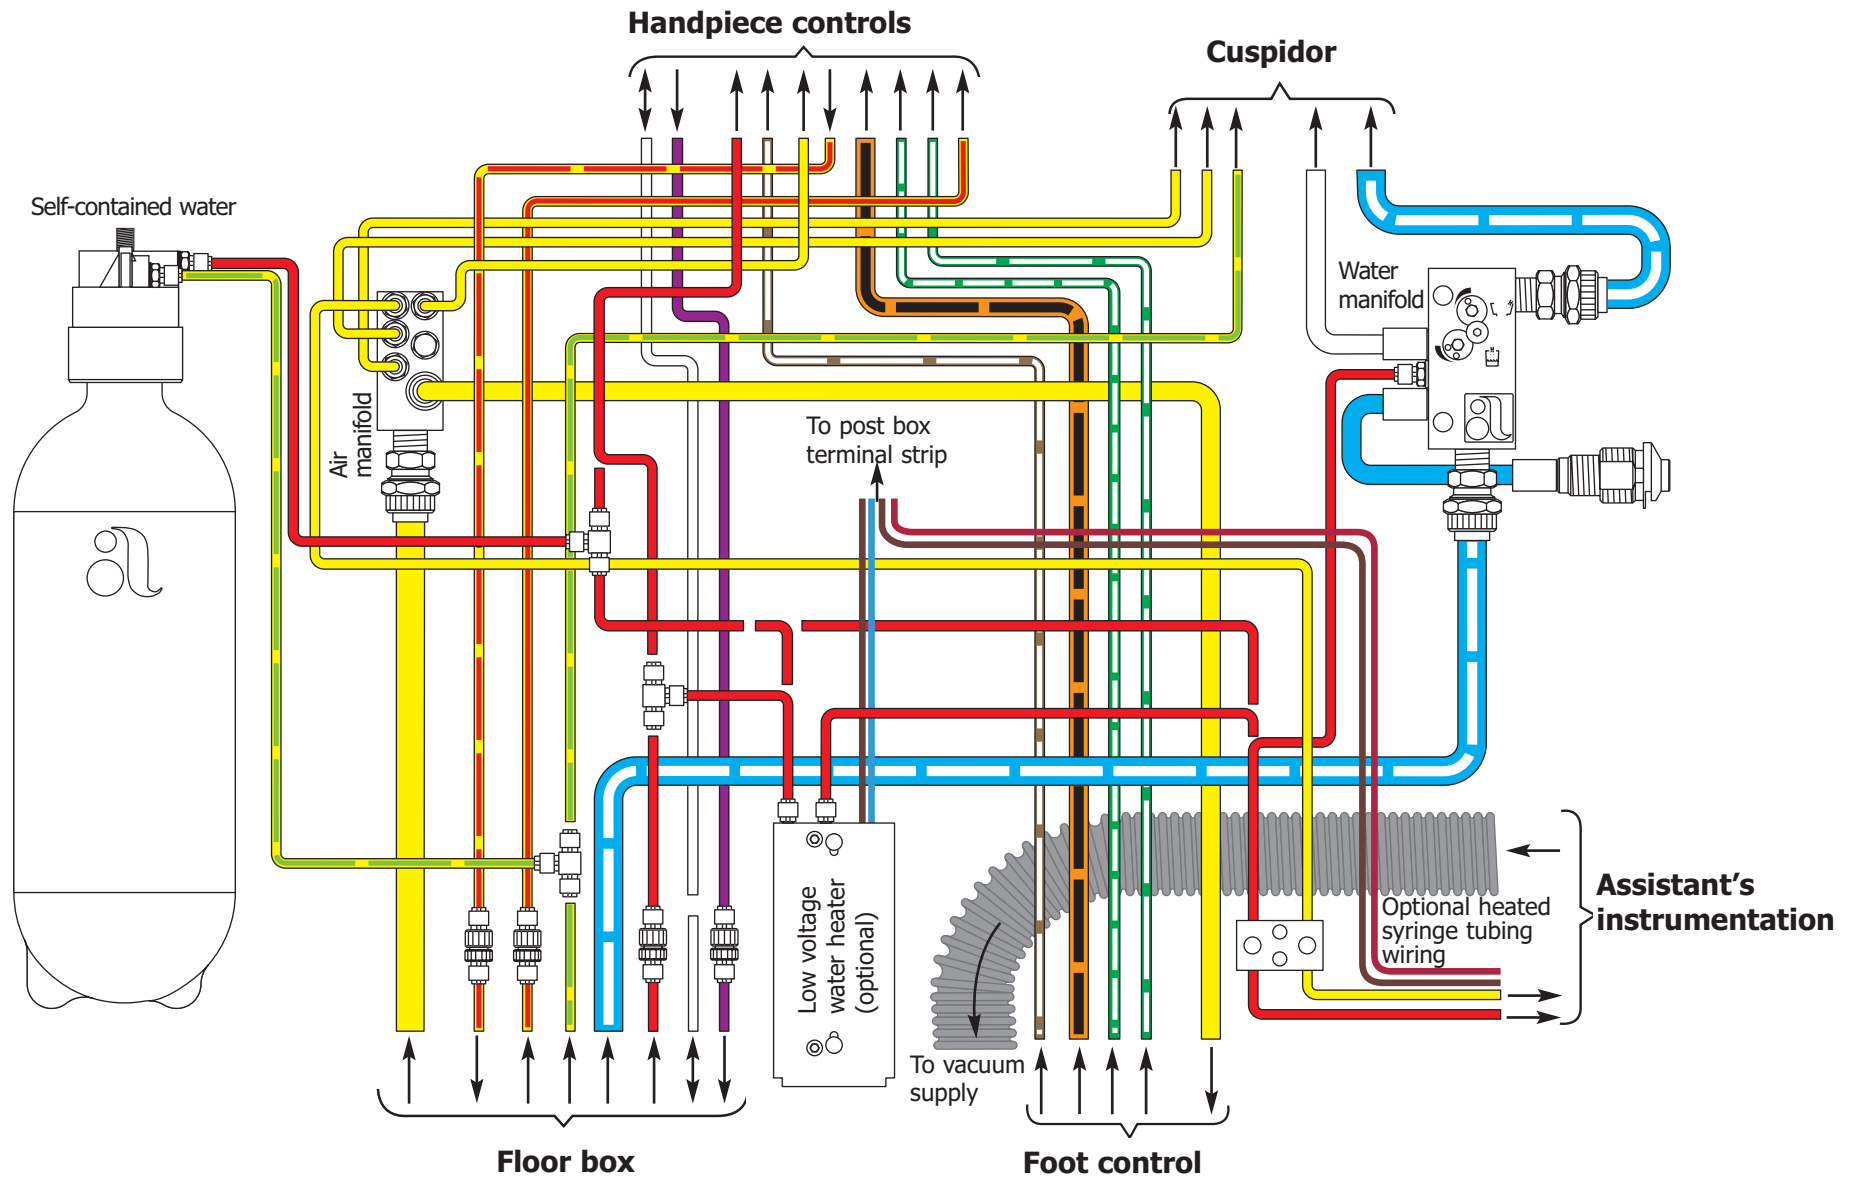 Handpiece controls
Cuspidor
Self-contained water
Water
manifold
Air
manifold
To post box
terminal strip
Low voltage
water heater
(optional)
Optional heated
syringe tubing
wiring
Assistant’s
instrumentation
To vacuum
supply
Floor box
Foot control